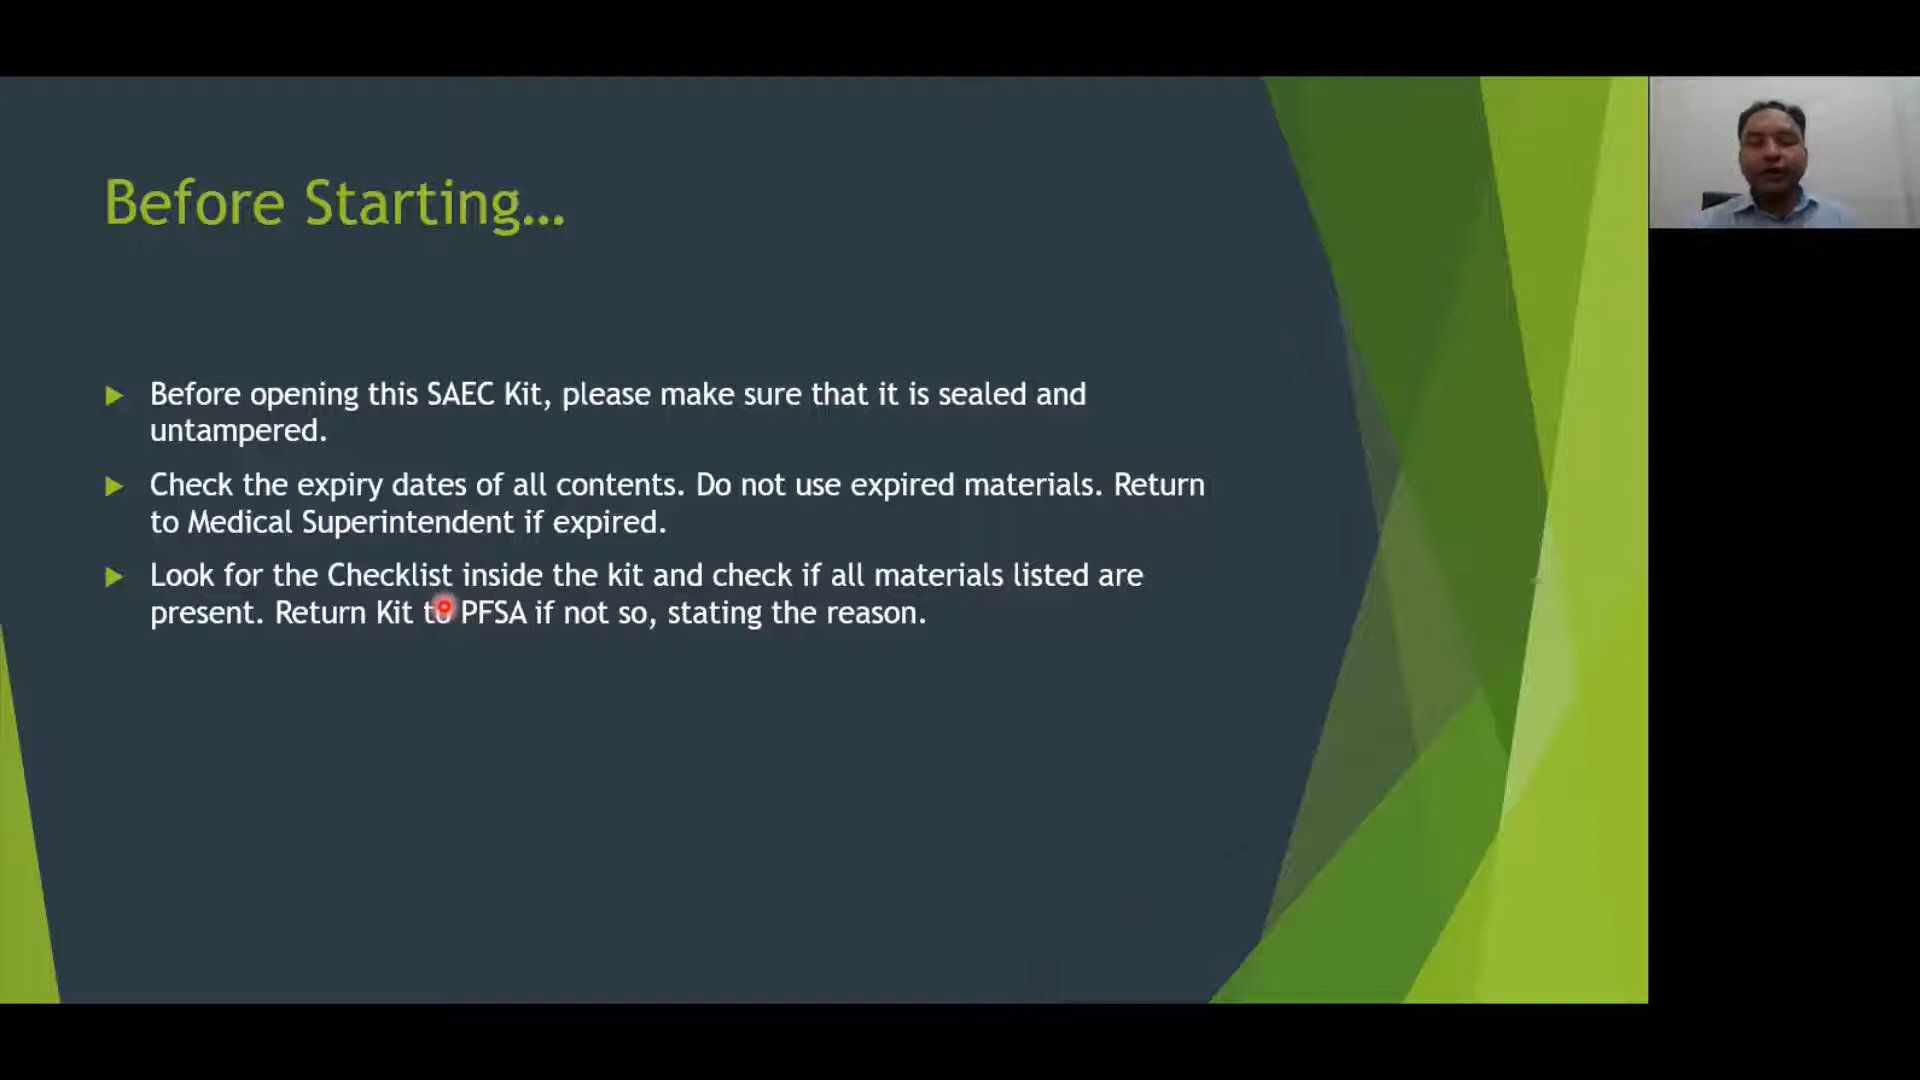 Before Starting...
Before opening this SAEC Kit, please make sure that it is sealed and
untampered.
Check the expiry dates of all contents. Do not use expired materials. Return
to Medical Superintendent if expired.
Look for the Checklist inside the kit and check if all materials listed are
present. Return Kit to PFSA if not so, stating the reason.